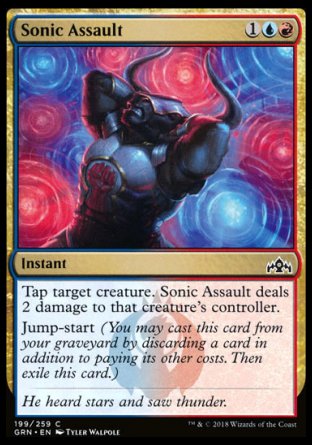 Sonic Assault 1
Instant
Tap target creature. Sonic Assault deals
2 damage to that creature's controller.
Jump-start (You may cast this card from
your graveyard by discarding a card in
addition to paying its other costs. Then
exile this card.)
He heard stars and saw thunder.
199/259 C
GRN • EN Tyler Walpole
™ & © 2018 Wizards of the Coast